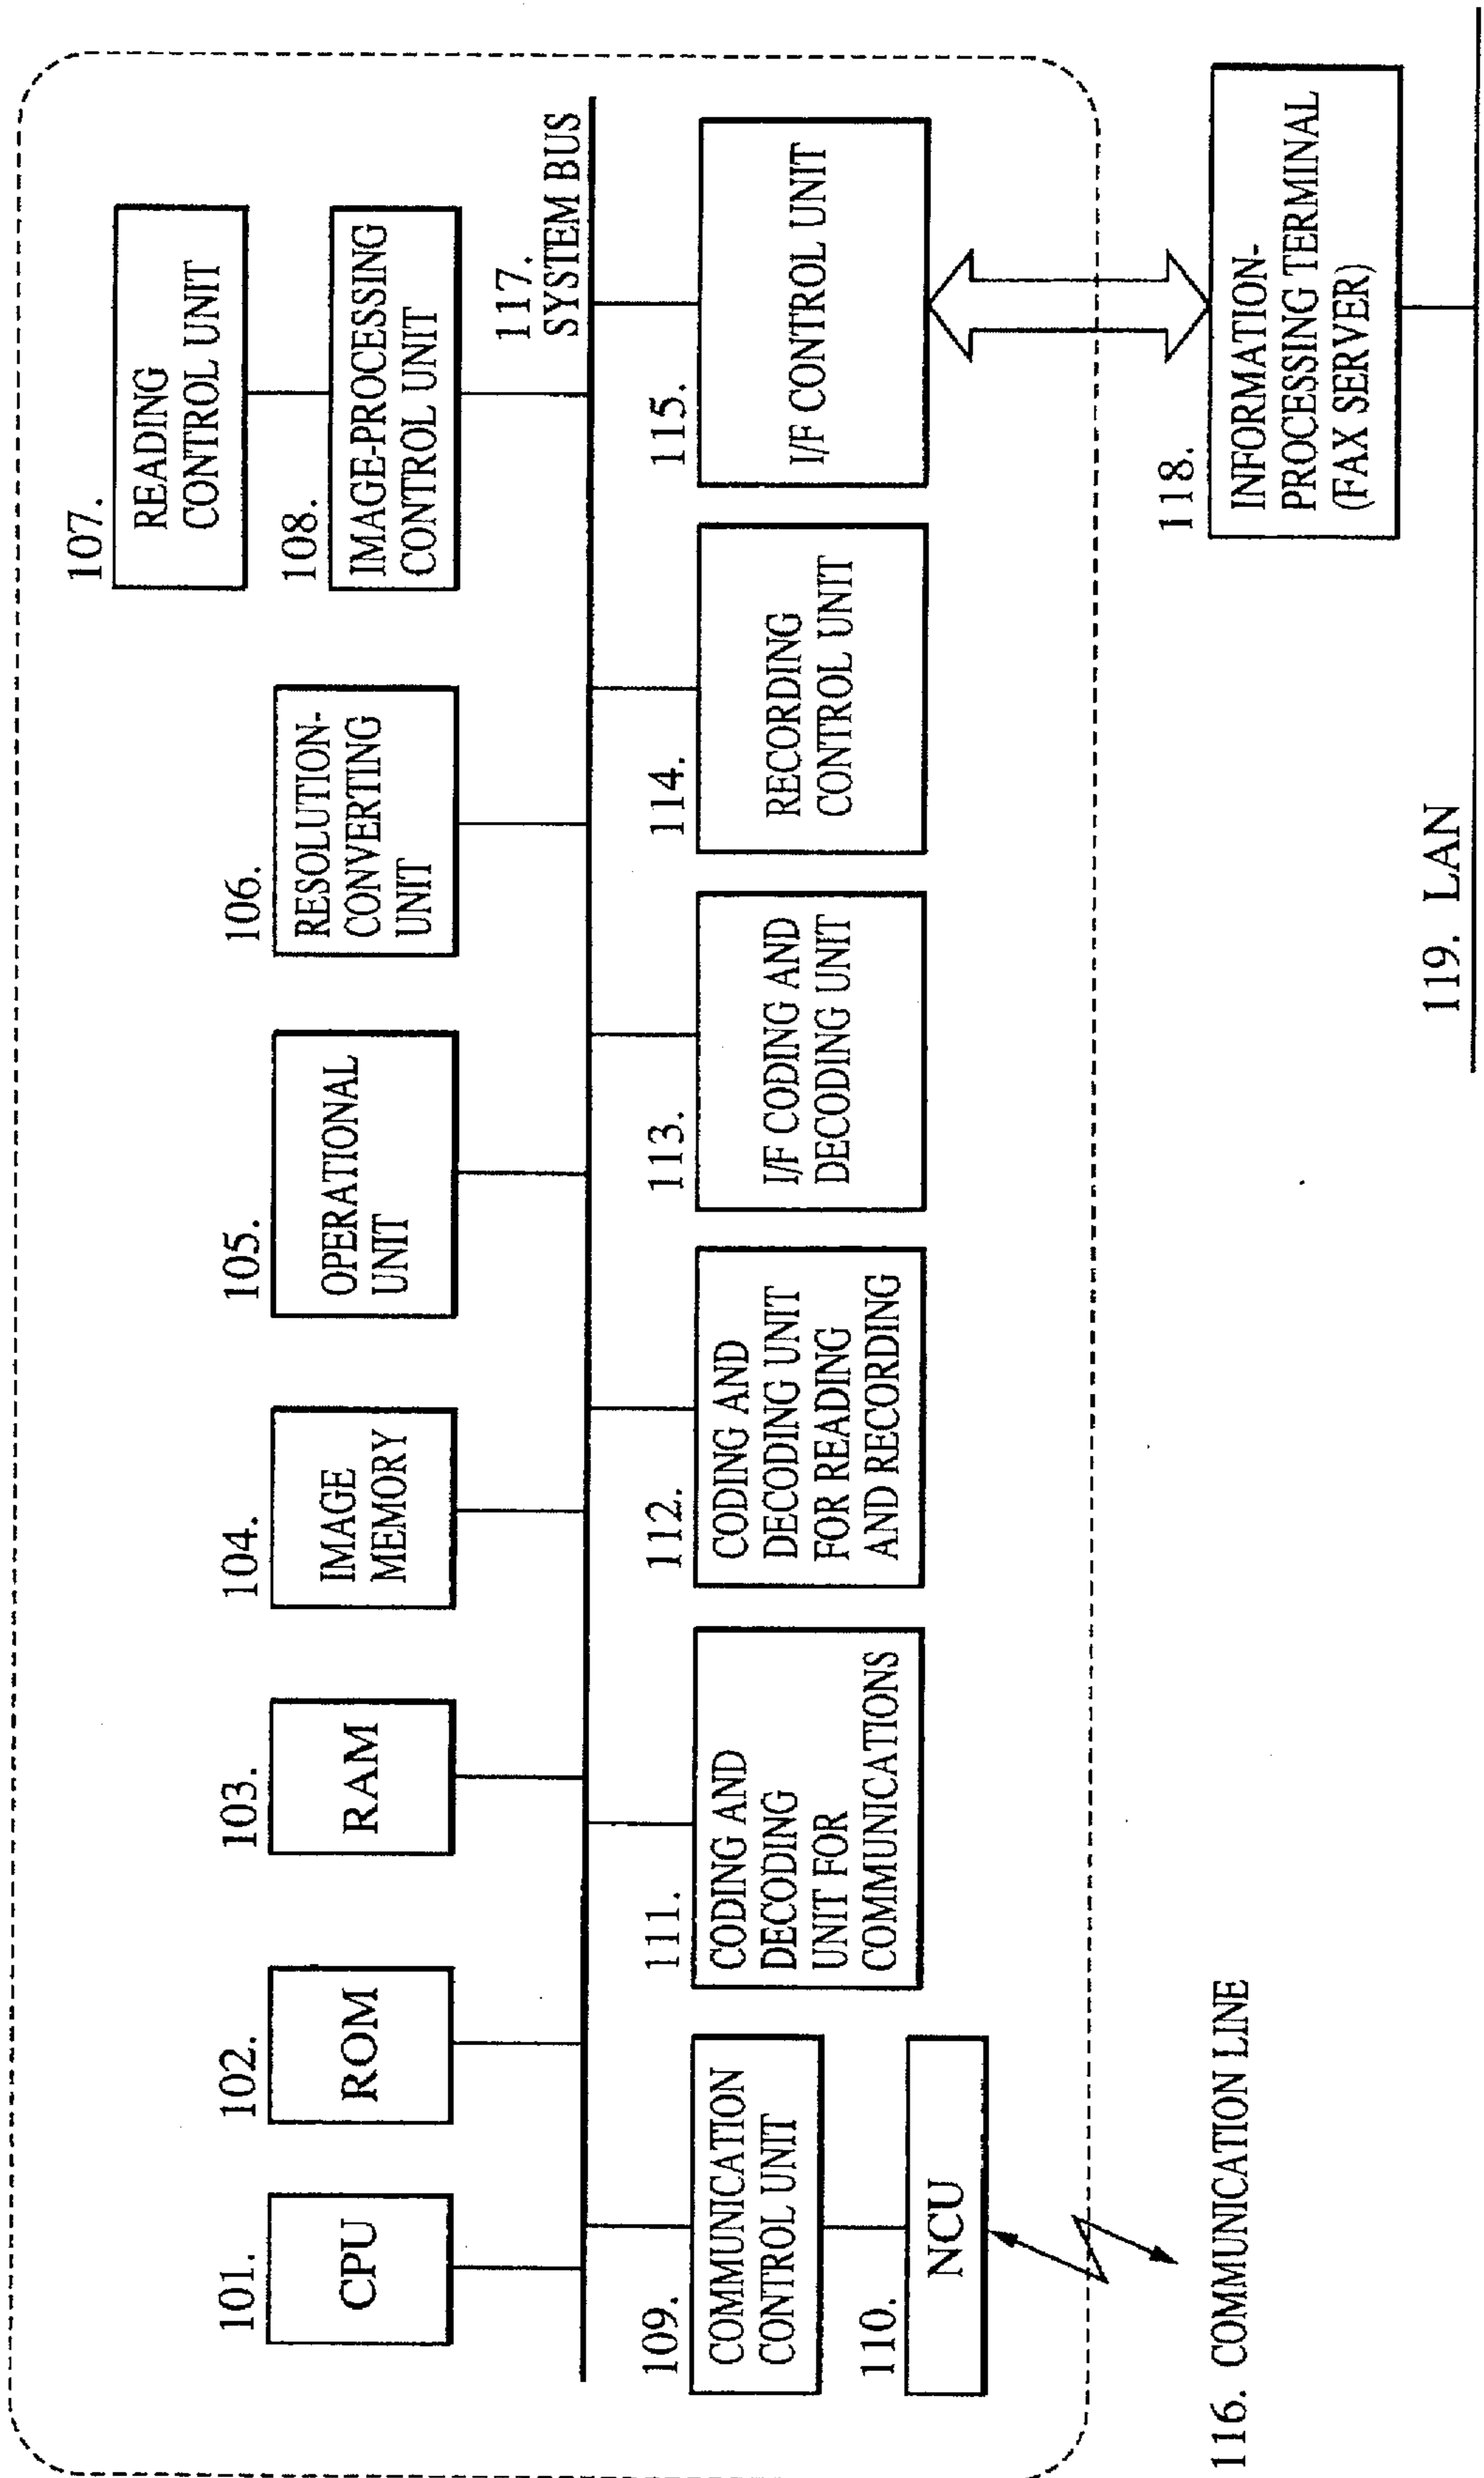 101.
CPU
102.
ROM
103.
RAM
104.
IMAGE
MEMORY
105.
OPERATIONAL
UNIT
106.
RESOLUTION-
CONVERTING
UNIT
107.
READING
CONTROL UNIT
108.
IMAGE-PROCESSING
CONTROL UNIT
117.
SYSTEM BUS
109.
COMMUNICATION
CONTROL UNIT
110.
NCU
111.
CODING AND
DECODING
UNIT FOR
COMMUNICATIONS
112.
CODING AND
DECODING UNIT
FOR READING
AND RECORDING
113.
I/F CODING AND
DECODING UNIT
114.
RECORDING
CONTROL UNIT
115.
I/F CONTROL UNIT
116. COMMUNICATION LINE
118.
INFORMATION-
PROCESSING TERMINAL
(FAX SERVER)
119. LAN